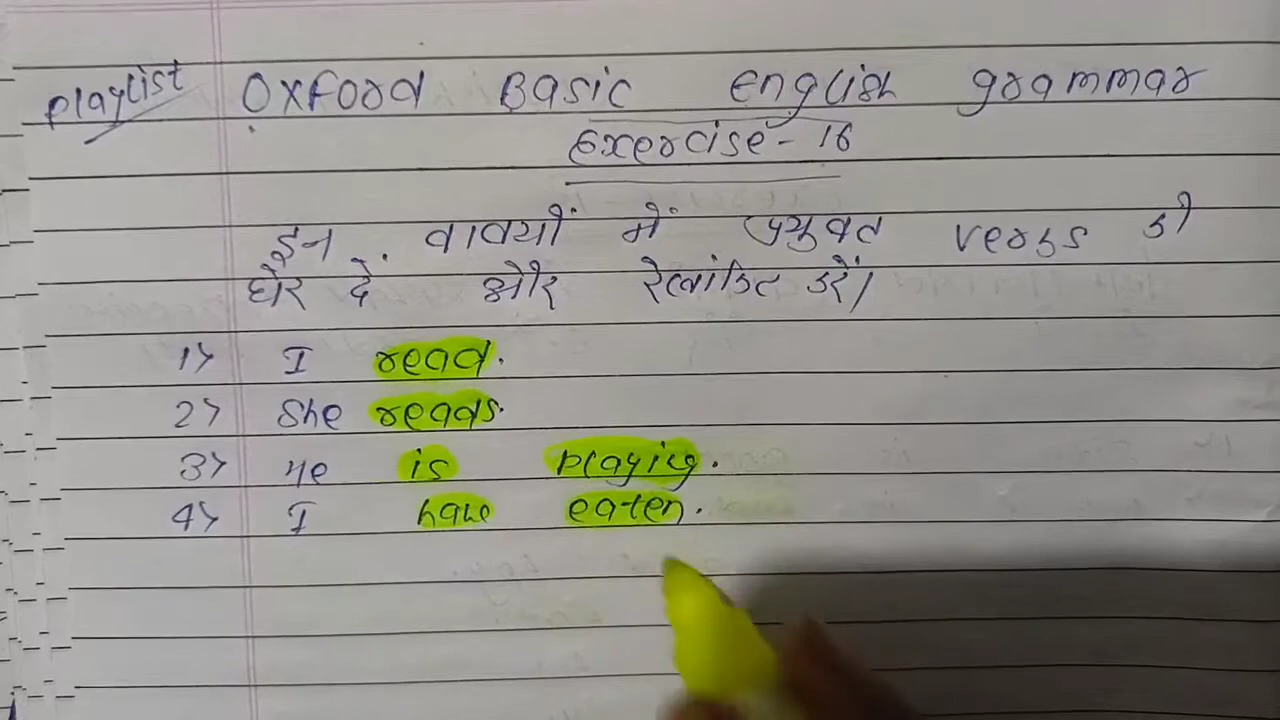 Playlist Oxford Basic English grammar
Exercise - 16
इन वाक्यों में प्रयुक्त verbs को
घेर दें और रेखांकित करें।
1> I read.
2> She reads.
3> He is playing.
4> I have eaten.